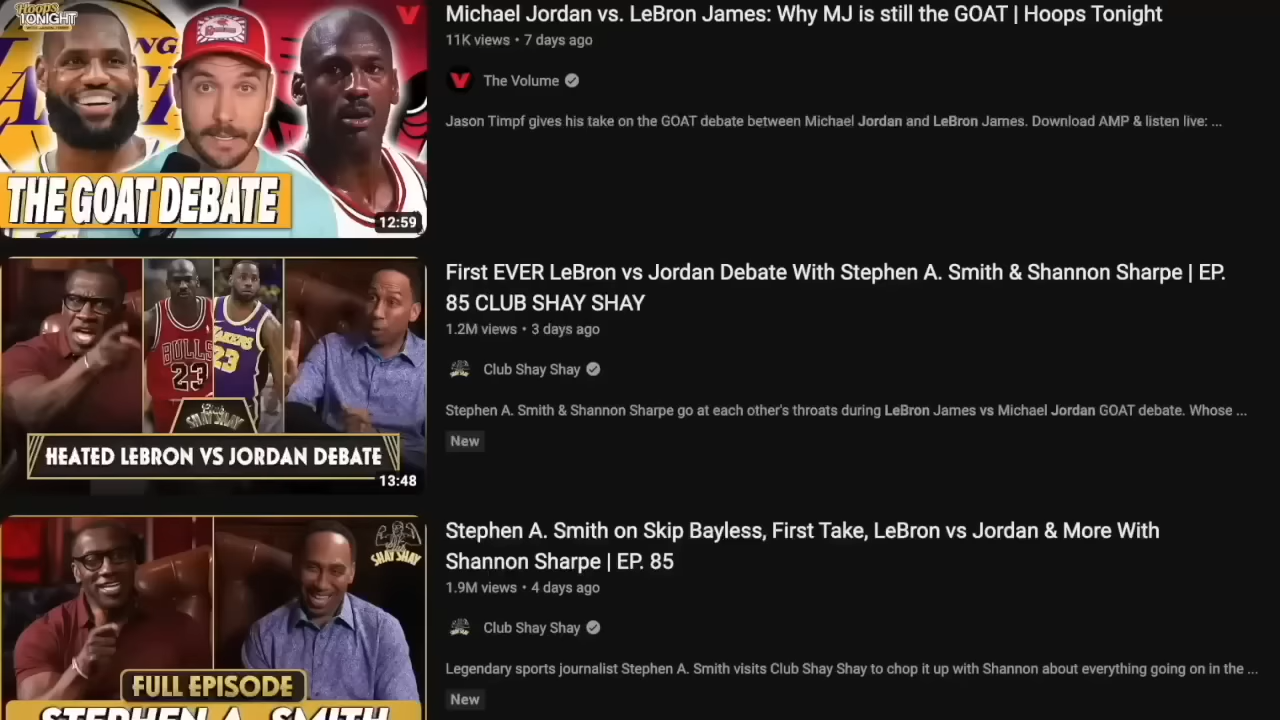 Hoops
TONIGHT
Michael Jordan vs. LeBron James: Why MJ is still the GOAT | Hoops Tonight
11K views • 7 days ago
The Volume
Jason Timpf gives his take on the GOAT debate between Michael Jordan and LeBron James. Download AMP & listen live: ...
THE GOAT DEBATE
12:59
First EVER LeBron vs Jordan Debate With Stephen A. Smith & Shannon Sharpe | EP.
85 CLUB SHAY SHAY
1.2M views • 3 days ago
Club Shay Shay
Stephen A. Smith & Shannon Sharpe go at each other's throats during LeBron James vs Michael Jordan GOAT debate. Whose ...
New
BULLS
23
LAKERS
23
HEATED LEBRON VS JORDAN DEBATE
13:48
Stephen A. Smith on Skip Bayless, First Take, LeBron vs Jordan & More With
Shannon Sharpe | EP. 85
1.9M views • 4 days ago
Club Shay Shay
Legendary sports journalist Stephen A. Smith visits Club Shay Shay to chop it up with Shannon about everything going on in the ...
New
SHAY SHAY
FULL EPISODE
STEPHEN A. SMITH